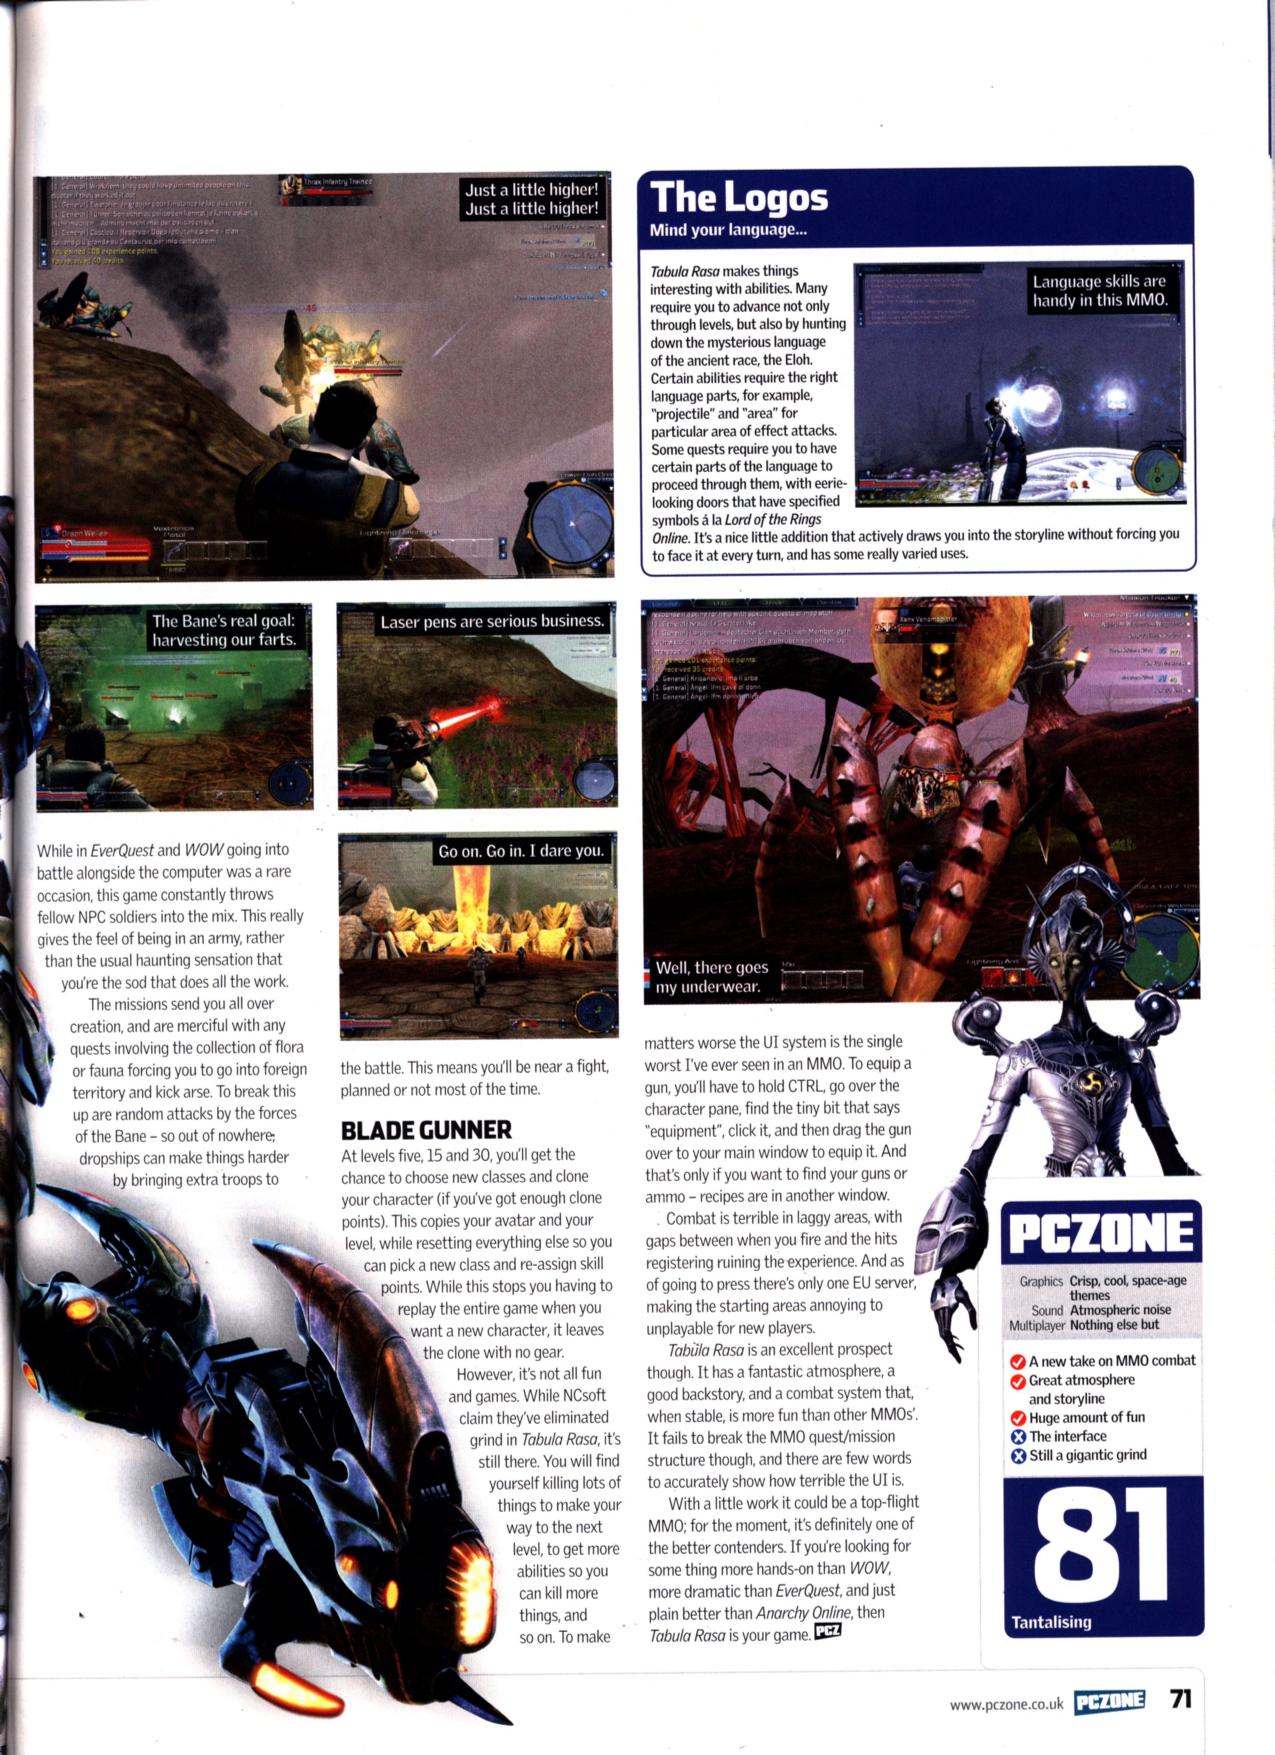 Just a little higher!
Just a little higher!
Thrax Infantry Trainee
You gained 108 experience points.
The Logos
Mind your language...
Tabula Rasa makes things
interesting with abilities. Many
require you to advance not only
through levels, but also by hunting
down the mysterious language
of the ancient race, the Eloh.
Certain abilities require the right
language parts, for example,
"projectile" and "area" for
particular area of effect attacks.
Some quests require you to have
certain parts of the language to
proceed through them, with eerie-
looking doors that have specified
symbols á la Lord of the Rings
Online. It's a nice little addition that actively draws you into the storyline without forcing you
to face it at every turn, and has some really varied uses.
Language skills are
handy in this MMO.
The Bane's real goal:
harvesting our farts.
Laser pens are serious business.
Go on. Go in. I dare you.
Well, there goes
my underwear.
While in EverQuest and WOW going into
battle alongside the computer was a rare
occasion, this game constantly throws
fellow NPC soldiers into the mix. This really
gives the feel of being in an army, rather
than the usual haunting sensation that
you're the sod that does all the work.
The missions send you all over
creation, and are merciful with any
quests involving the collection of flora
or fauna forcing you to go into foreign
territory and kick arse. To break this
up are random attacks by the forces
of the Bane – so out of nowhere;
dropships can make things harder
by bringing extra troops to
the battle. This means you'll be near a fight,
planned or not most of the time.
BLADE GUNNER
At levels five, 15 and 30, you'll get the
chance to choose new classes and clone
your character (if you've got enough clone
points). This copies your avatar and your
level, while resetting everything else so you
can pick a new class and re-assign skill
points. While this stops you having to
replay the entire game when you
want a new character, it leaves
the clone with no gear.
However, it's not all fun
and games. While NCsoft
claim they've eliminated
grind in Tabula Rasa, it's
still there. You will find
yourself killing lots of
things to make your
way to the next
level, to get more
abilities so you
can kill more
things, and
so on. To make
matters worse the UI system is the single
worst I've ever seen in an MMO. To equip a
gun, you'll have to hold CTRL, go over the
character pane, find the tiny bit that says
"equipment", click it, and then drag the gun
over to your main window to equip it. And
that's only if you want to find your guns or
ammo – recipes are in another window.
Combat is terrible in laggy areas, with
gaps between when you fire and the hits
registering ruining the experience. And as
of going to press there's only one EU server,
making the starting areas annoying to
unplayable for new players.
Tabula Rasa is an excellent prospect
though. It has a fantastic atmosphere, a
good backstory, and a combat system that,
when stable, is more fun than other MMOs'.
It fails to break the MMO quest/mission
structure though, and there are few words
to accurately show how terrible the UI is.
With a little work it could be a top-flight
MMO; for the moment, it's definitely one of
the better contenders. If you're looking for
some thing more hands-on than WOW,
more dramatic than EverQuest, and just
plain better than Anarchy Online, then
Tabula Rasa is your game. PCZ
PCZONE
Graphics Crisp, cool, space-age
themes
Sound Atmospheric noise
Multiplayer Nothing else but
A new take on MMO combat
Great atmosphere
and storyline
Huge amount of fun
The interface
Still a gigantic grind
81
Tantalising
www.pczone.co.uk PCZONE 71